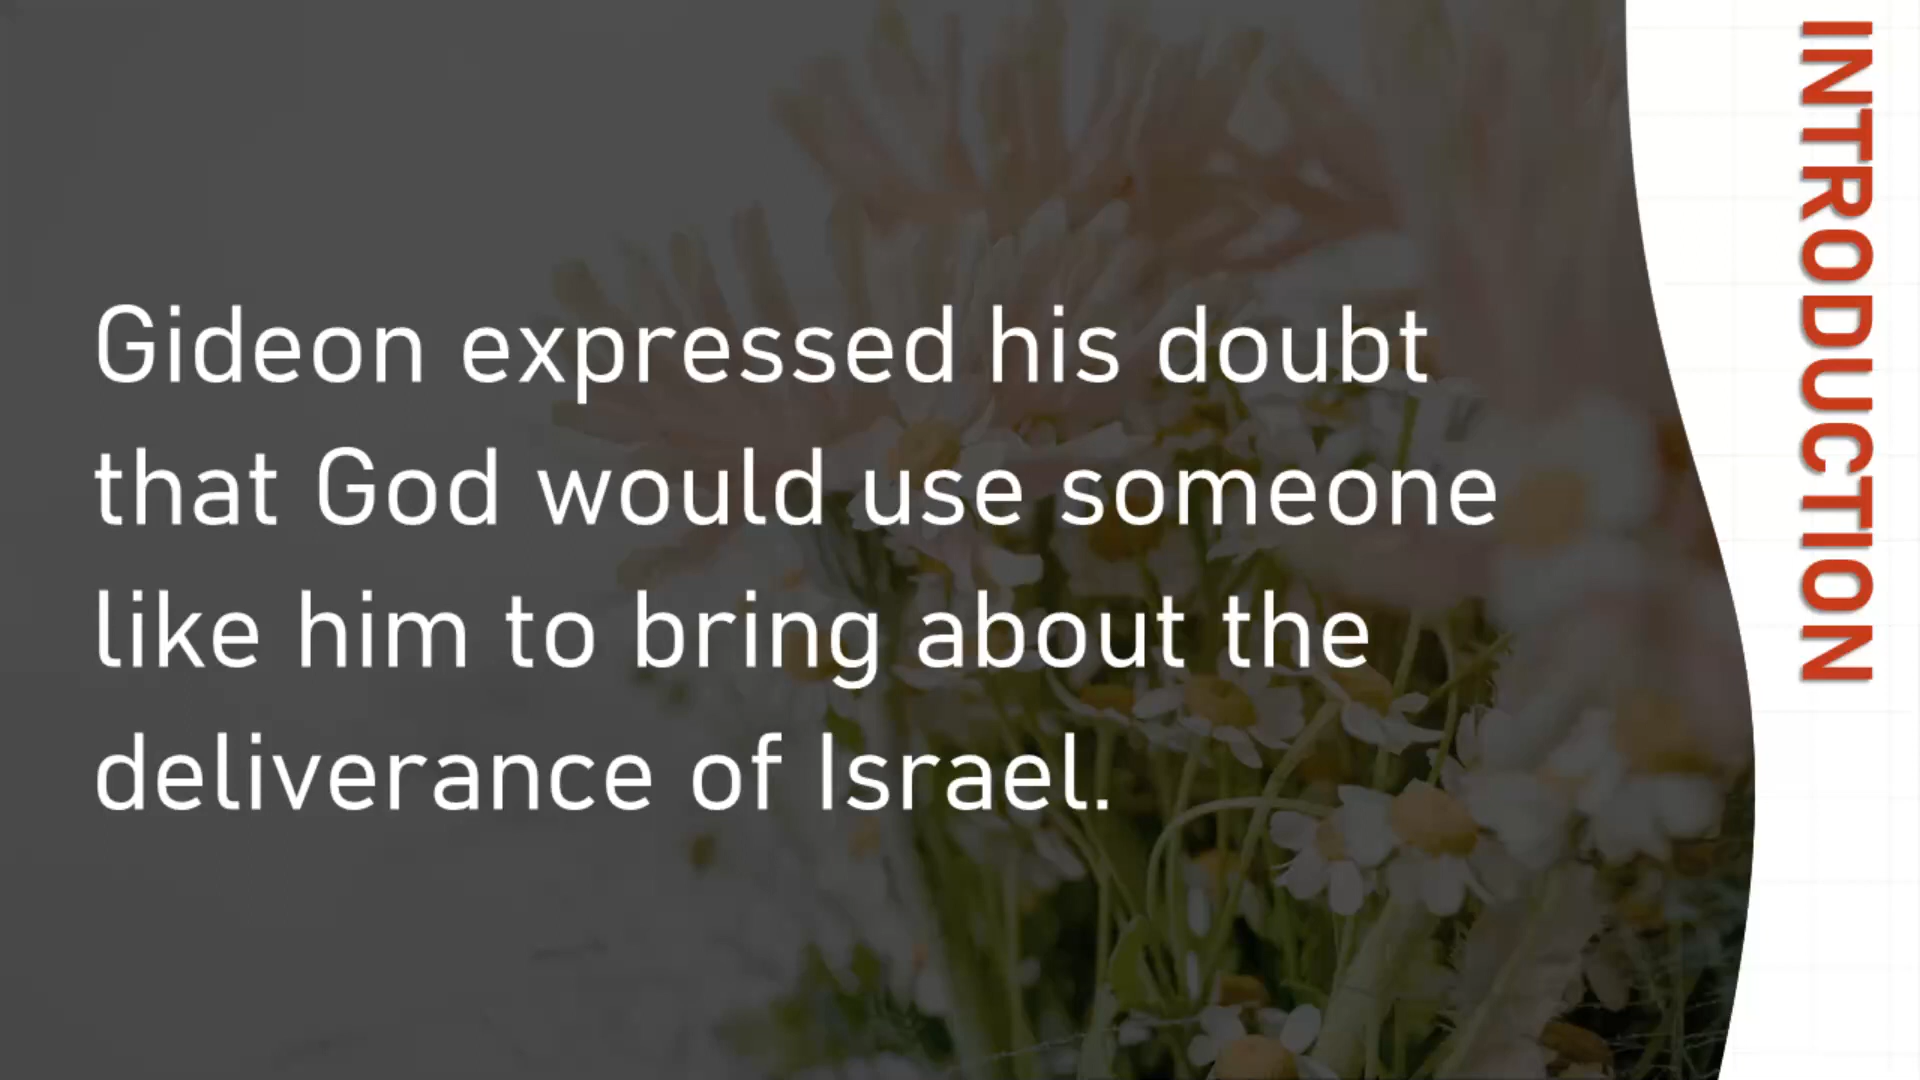 Gideon expressed his doubt
that God would use someone
like him to bring about the
deliverance of Israel.
INTRODUCTION